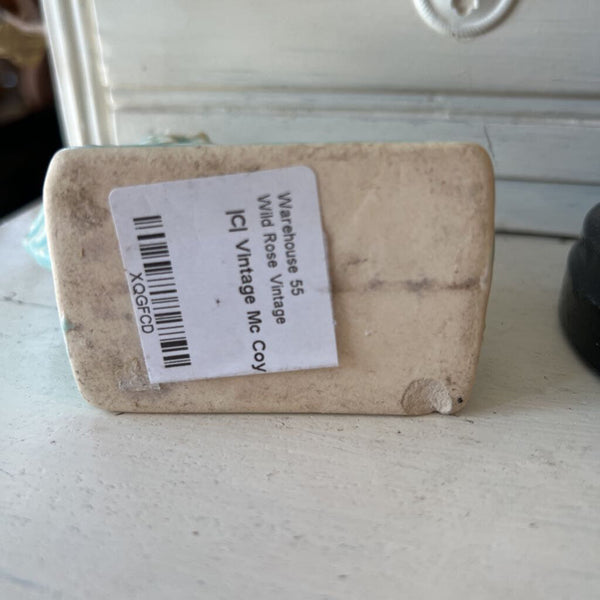 Warehouse 55
Wild Rose Vintage
|C| Vintage Mc Coy
XQGFCD